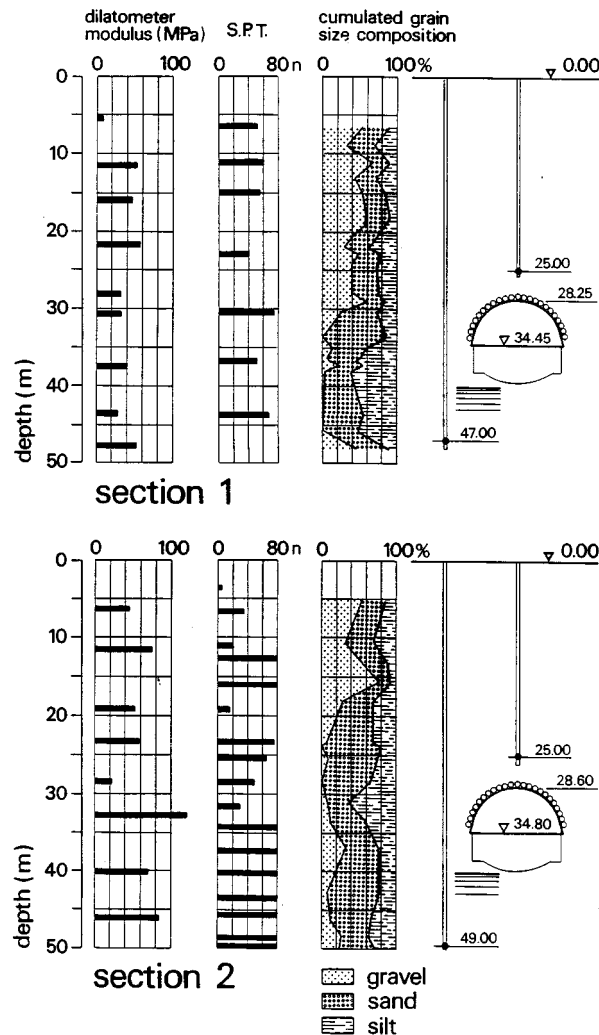 dilatometer
modulus (MPa)
S.P.T.
cumulated grain
size composition
0 100
0 80 n
0 100%
0.00
0
10
20
30
40
50
depth (m)
25.00
28.25
34.45
47.00
section 1
0 100
0 80 n
0 100%
0.00
0
10
20
30
40
50
depth (m)
25.00
28.60
34.80
49.00
section 2
gravel
sand
silt